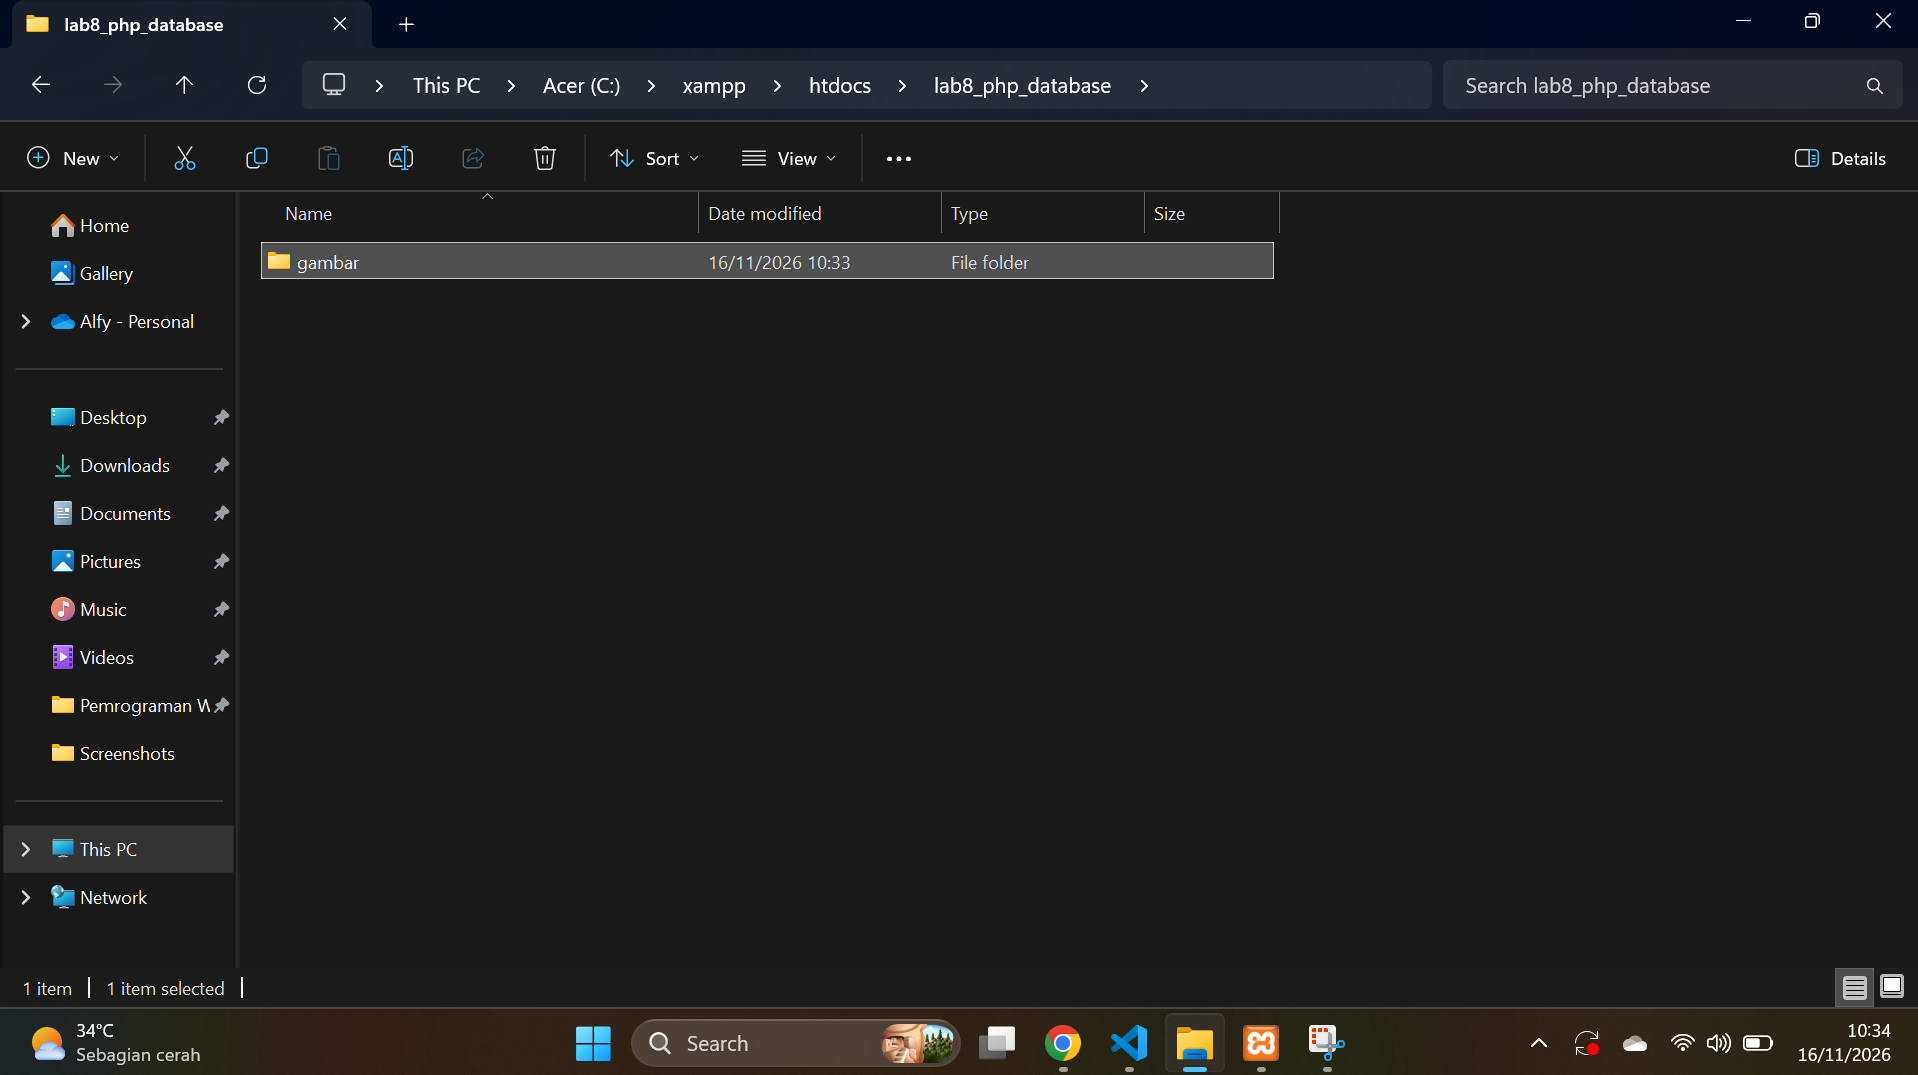 lab8_php_database
This PC
Acer (C:)
xampp
htdocs
lab8_php_database
Search lab8_php_database
New
Sort
View
Details
Name
Date modified
Type
Size
gambar
16/11/2026 10:33
File folder
Home
Gallery
Alfy - Personal
Desktop
Downloads
Documents
Pictures
Music
Videos
Pemrograman W
Screenshots
This PC
Network
1 item
1 item selected
34°C
Sebagian cerah
Search
10:34
16/11/2026